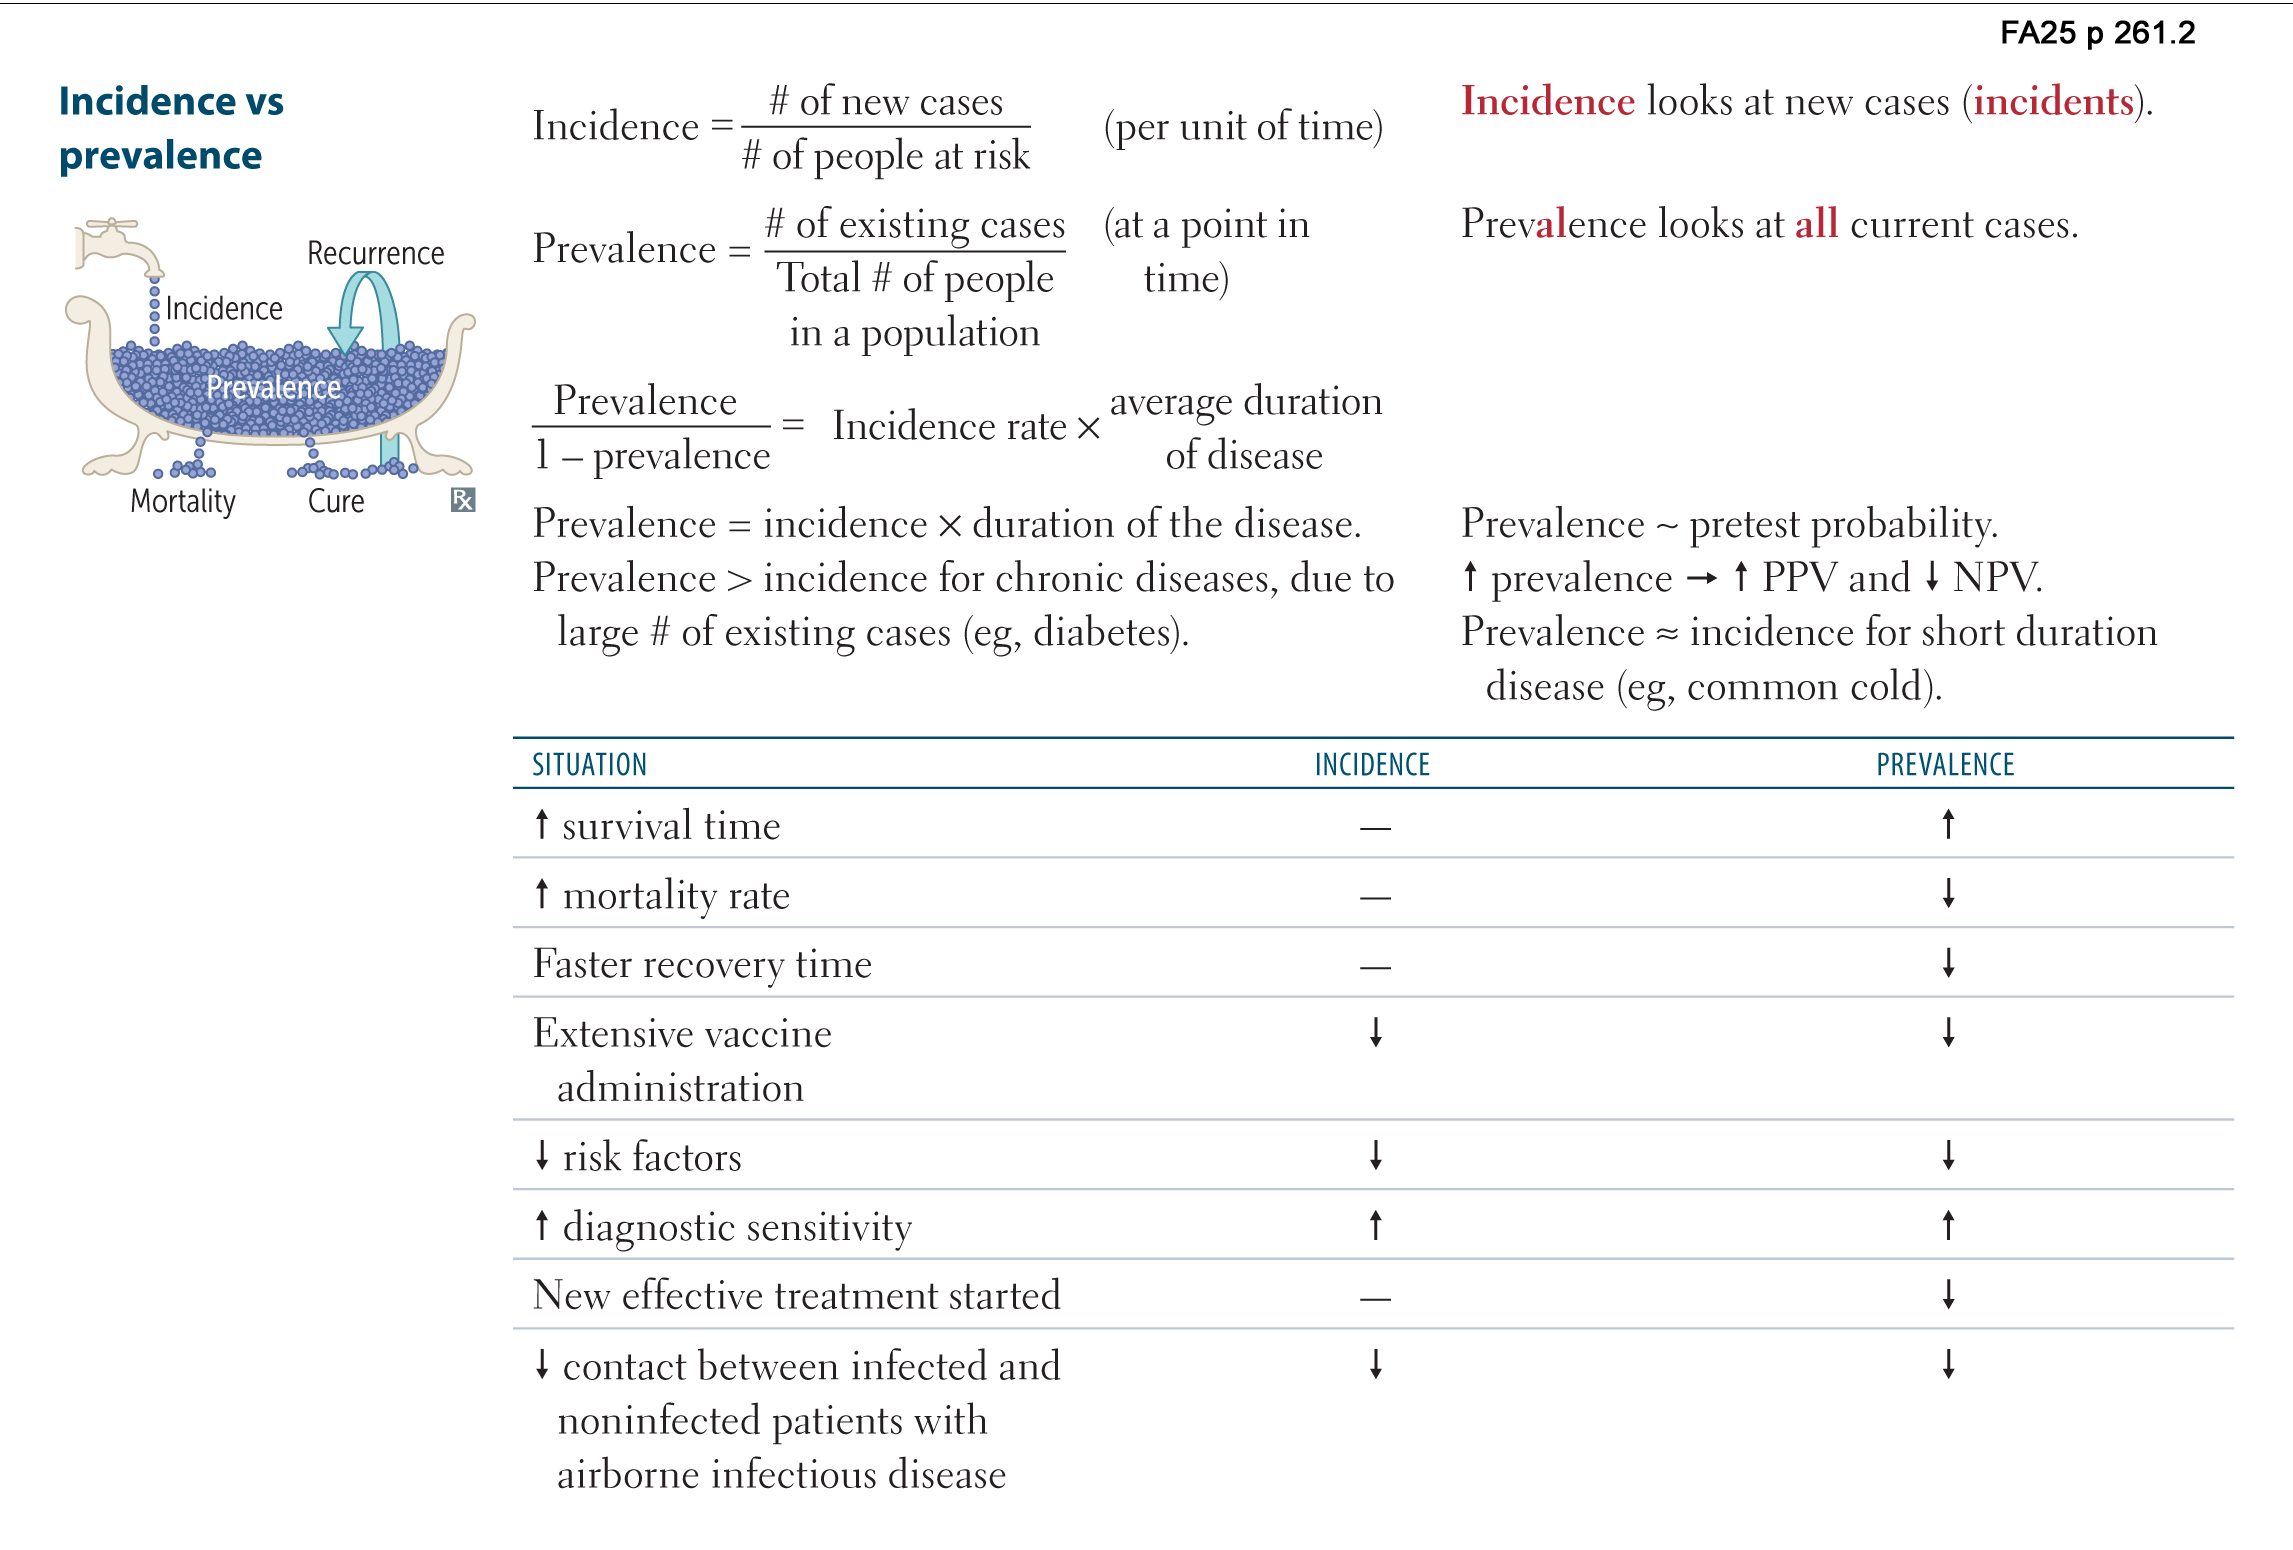 FA25 p 261.2
Incidence vs
prevalence
Recurrence
Incidence
Prevalence
Mortality
Cure
Rx
Incidence = # of new cases / # of people at risk (per unit of time)
Incidence looks at new cases (incidents).
Prevalence = # of existing cases / Total # of people in a population (at a point in time)
Prevalence looks at all current cases.
Prevalence / 1 – prevalence = Incidence rate × average duration of disease
Prevalence = incidence × duration of the disease.
Prevalence > incidence for chronic diseases, due to
large # of existing cases (eg, diabetes).
Prevalence ~ pretest probability.
↑ prevalence → ↑ PPV and ↓ NPV.
Prevalence ≈ incidence for short duration
disease (eg, common cold).
SITUATION INCIDENCE PREVALENCE
↑ survival time — ↑
↑ mortality rate — ↓
Faster recovery time — ↓
Extensive vaccine ↓ ↓
administration
↓ risk factors ↓ ↓
↑ diagnostic sensitivity ↑ ↑
New effective treatment started — ↓
↓ contact between infected and ↓ ↓
noninfected patients with
airborne infectious disease